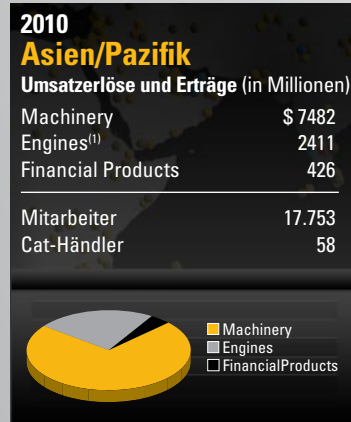 2010
Asien/Pazifik
Umsatzerlöse und Erträge (in Millionen)
Machinery $ 7482
Engines(1) 2411
Financial Products 426
Mitarbeiter 17.753
Cat-Händler 58
Machinery
Engines
FinancialProducts